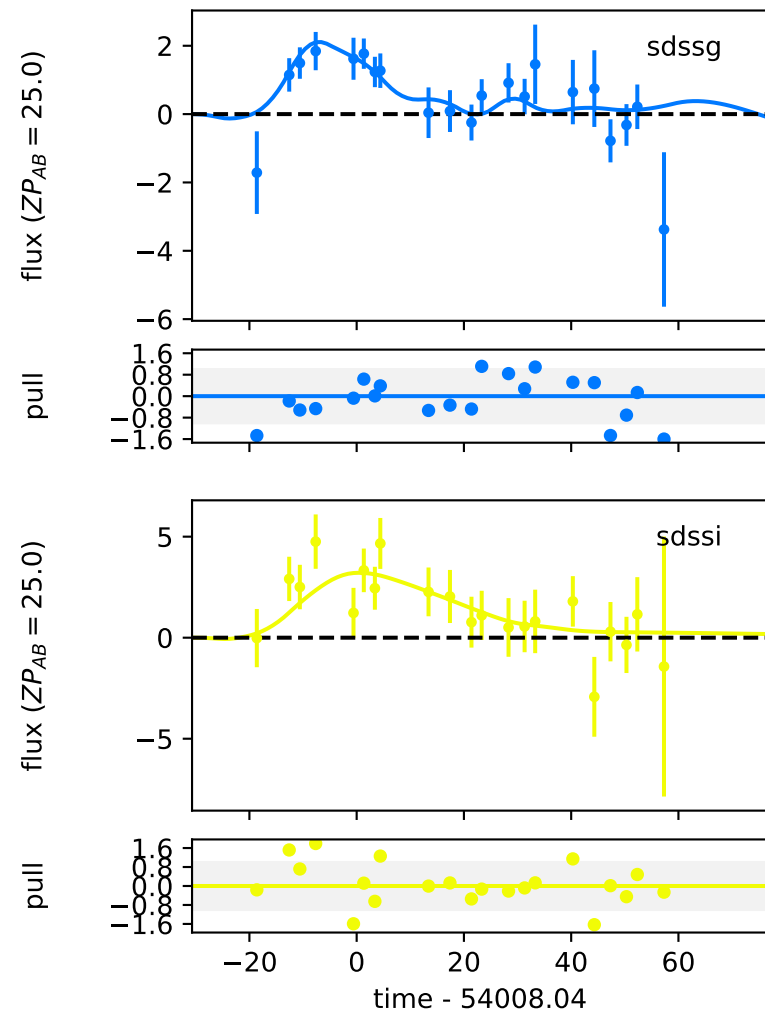 sdssg
flux (ZP_AB = 25.0)
2
0
−2
−4
−6
pull
1.6
0.8
0.0
−0.8
−1.6
sdssi
flux (ZP_AB = 25.0)
5
0
−5
pull
1.6
0.8
0.0
−0.8
−1.6
−20 0 20 40 60
time - 54008.04